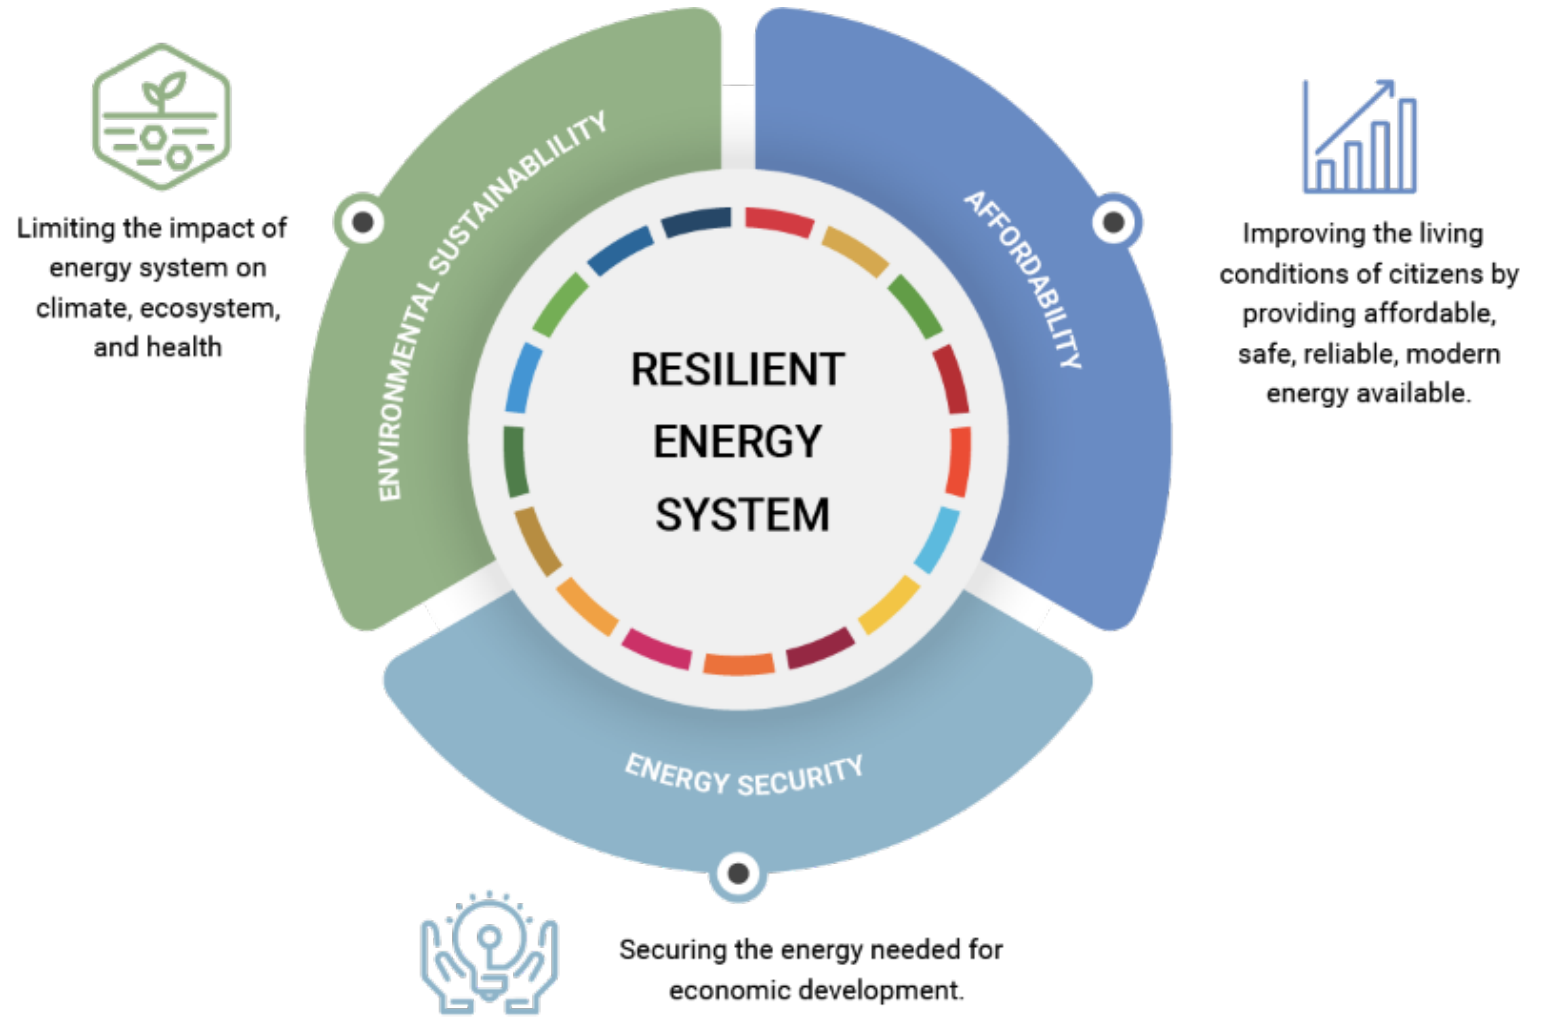 ENVIRONMENTAL SUSTAINABLILITY
Limiting the impact of
energy system on
climate, ecosystem,
and health
AFFORDABILITY
Improving the living
conditions of citizens by
providing affordable,
safe, reliable, modern
energy available.
RESILIENT
ENERGY
SYSTEM
ENERGY SECURITY
Securing the energy needed for
economic development.